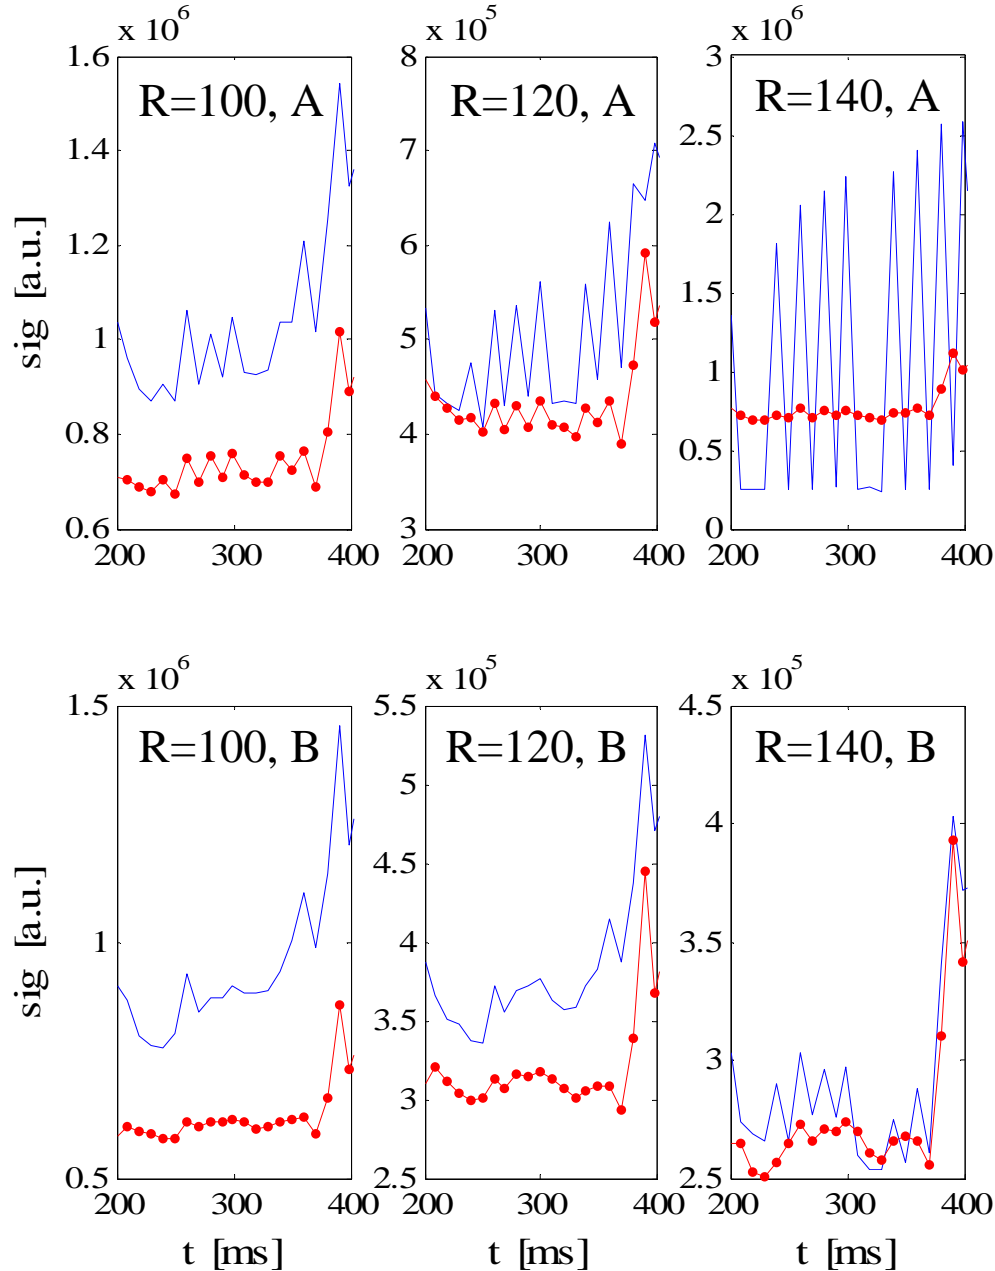 x 10^6
x 10^5
x 10^6
R=100, A
R=120, A
R=140, A
1.6
1.4
1.2
1
0.8
0.6
8
7
6
5
4
3
3
2.5
2
1.5
1
0.5
0
sig [a.u.]
200 300 400
200 300 400
200 300 400
x 10^6
x 10^5
x 10^5
R=100, B
R=120, B
R=140, B
1.5
1
0.5
5.5
5
4.5
4
3.5
3
2.5
4.5
4
3.5
3
2.5
sig [a.u.]
200 300 400
200 300 400
200 300 400
t [ms]
t [ms]
t [ms]